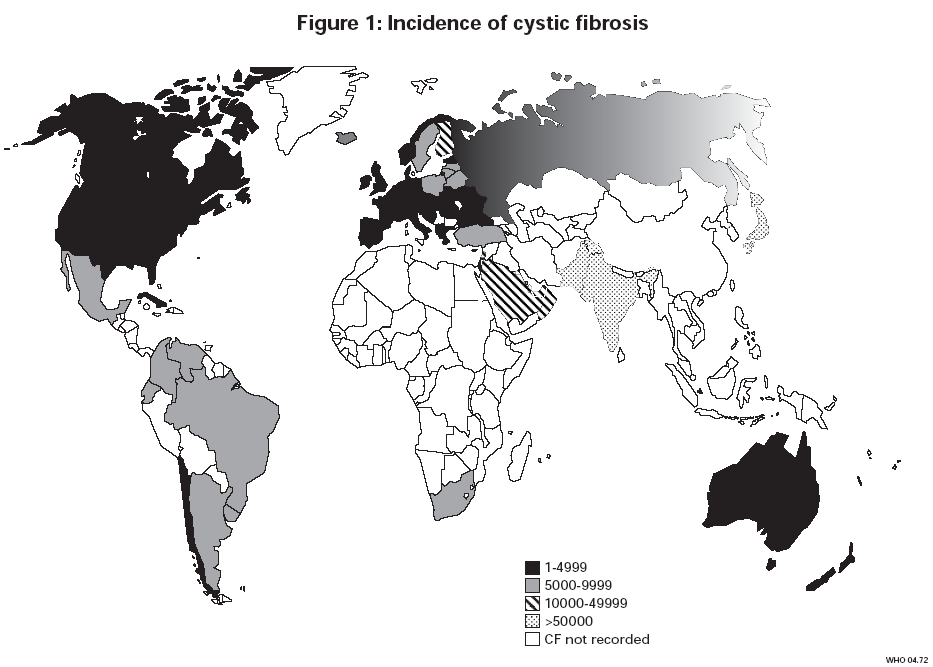 Figure 1: Incidence of cystic fibrosis
1-4999
5000-9999
10000-49999
>50000
CF not recorded
WHO 04.72